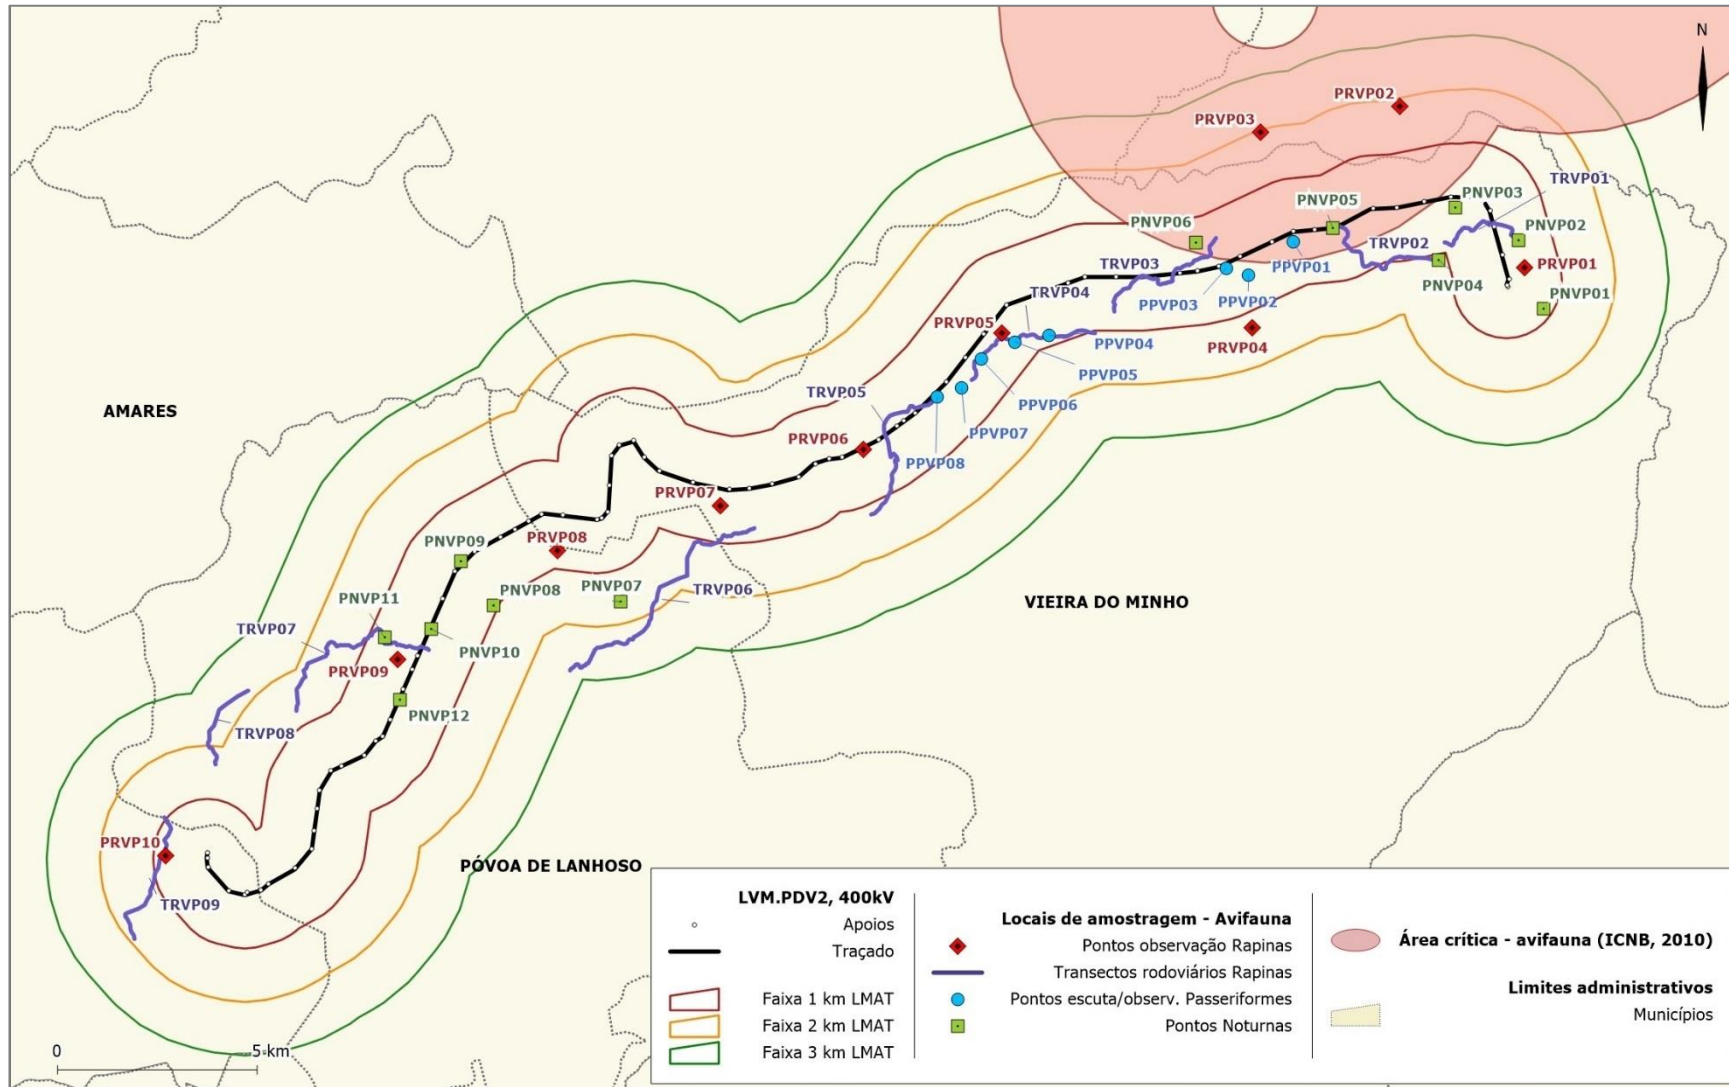 N
PRVP02
PRVP03
PNVP03
TRVP01
PNVP05
PNVP06
PNVP02
TRVP02
PPVP01
TRVP03
PRVP01
PNVP04
PNVP01
TRVP04
PPVP03
PPVP02
PRVP05
PPVP04
PRVP04
PPVP05
TRVP05
AMARES
PPVP06
PPVP07
PRVP06
PPVP08
PRVP07
PRVP08
PNVP09
PNVP08
PNVP07
TRVP06
VIEIRA DO MINHO
PNVP11
TRVP07
PNVP10
PRVP09
PNVP12
TRVP08
PRVP10
PÓVOA DE LANHOSO
TRVP09
LVM.PDV2, 400kV
Apoios
Traçado
Faixa 1 km LMAT
Faixa 2 km LMAT
Faixa 3 km LMAT
Locais de amostragem - Avifauna
Pontos observação Rapinas
Transectos rodoviários Rapinas
Pontos escuta/observ. Passeriformes
Pontos Noturnas
Área crítica - avifauna (ICNB, 2010)
Limites administrativos
Municípios
0 5 km